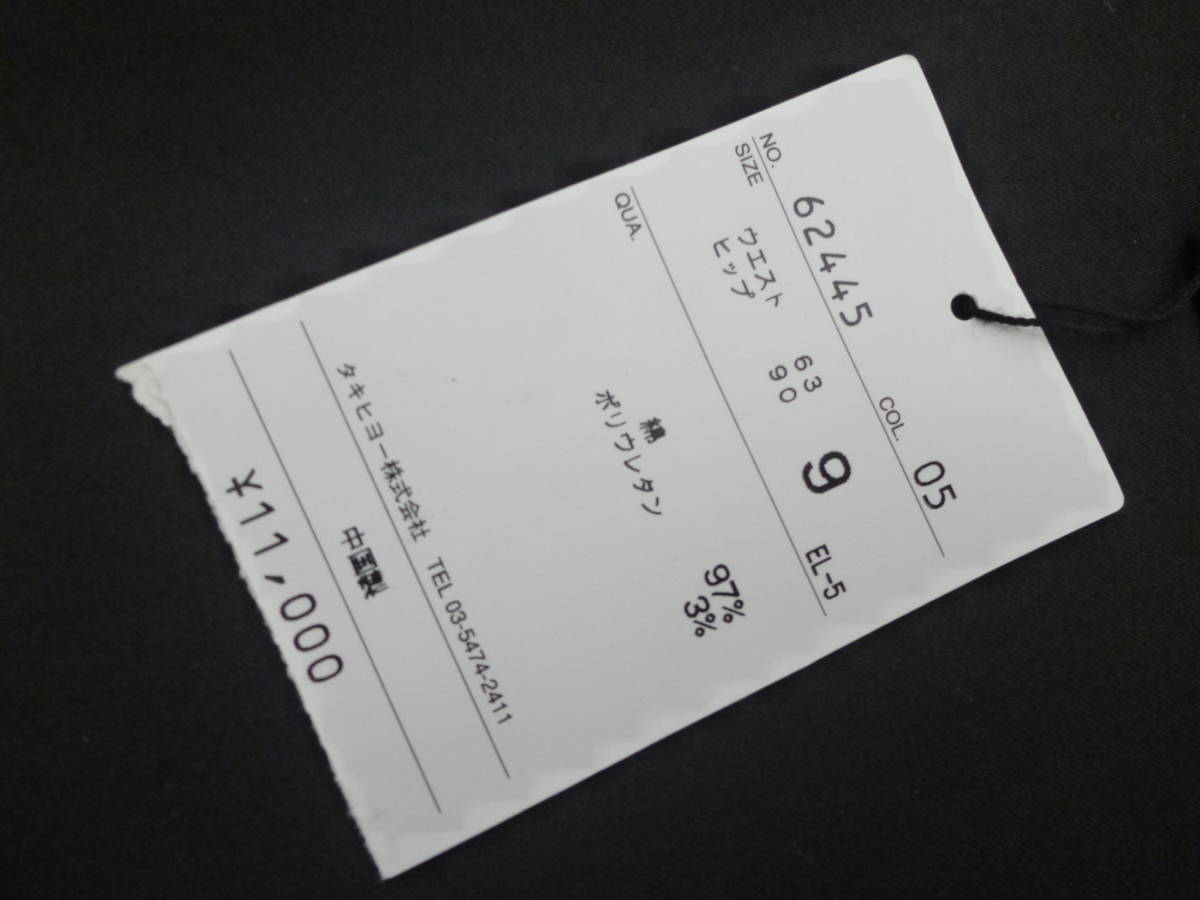 NO. 62445 COL. 05
SIZE ウエスト 63 9 EL-5
ヒップ 90
QUA.
綿 97%
ポリウレタン 3%
タキヒヨー株式会社 TEL 03-5474-2411
中国製
¥11,000